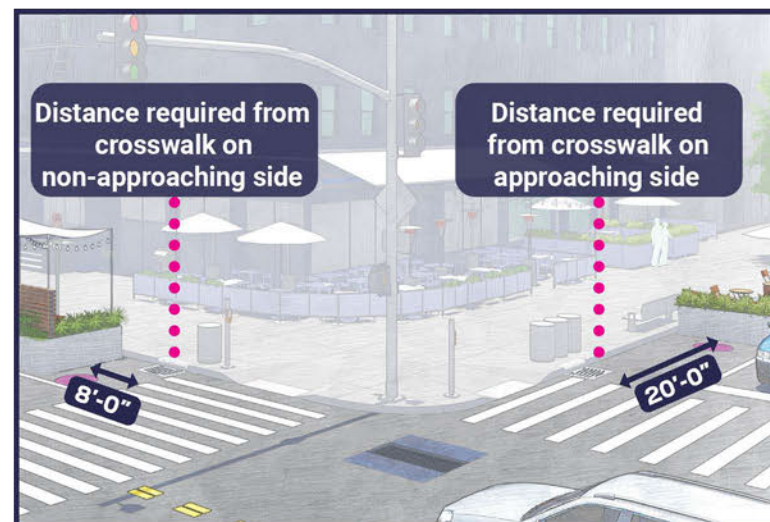 Distance required from
crosswalk on
non-approaching side
Distance required
from crosswalk on
approaching side
8'-0"
20'-0"